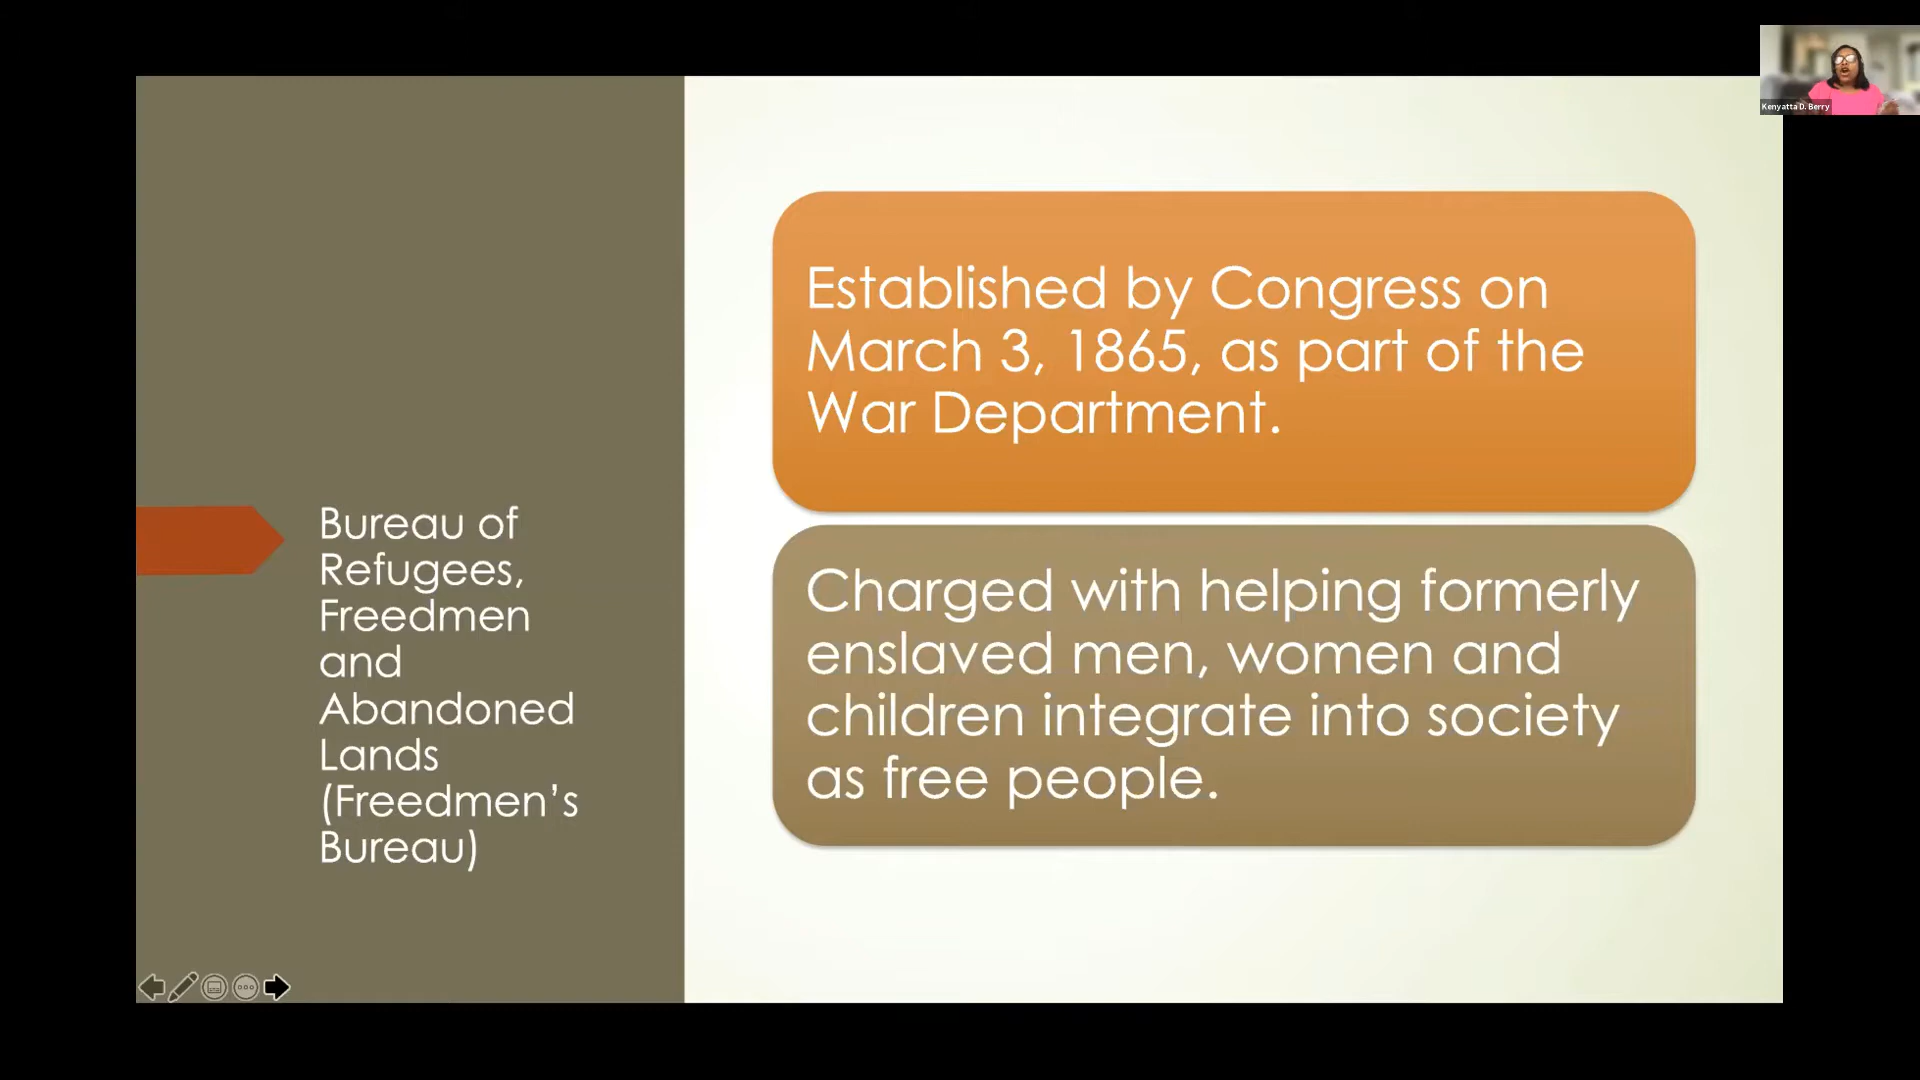 Kenyatta D. Berry
Bureau of
Refugees,
Freedmen
and
Abandoned
Lands
(Freedmen’s
Bureau)
Established by Congress on
March 3, 1865, as part of the
War Department.
Charged with helping formerly
enslaved men, women and
children integrate into society
as free people.